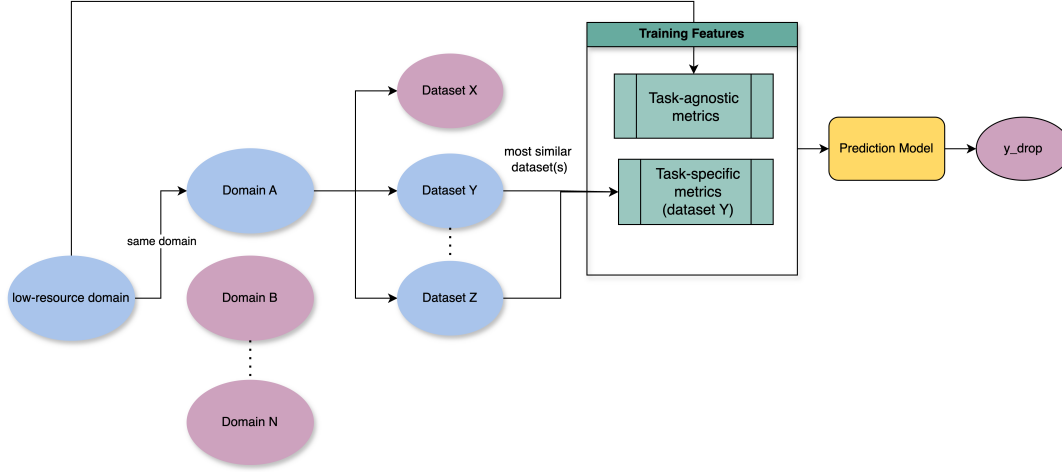 Training Features
Task-agnostic
metrics
Task-specific
metrics
(dataset Y)
Dataset X
Dataset Y
Dataset Z
most similar
dataset(s)
Domain A
same domain
low-resource domain
Domain B
Domain N
Prediction Model
y_drop